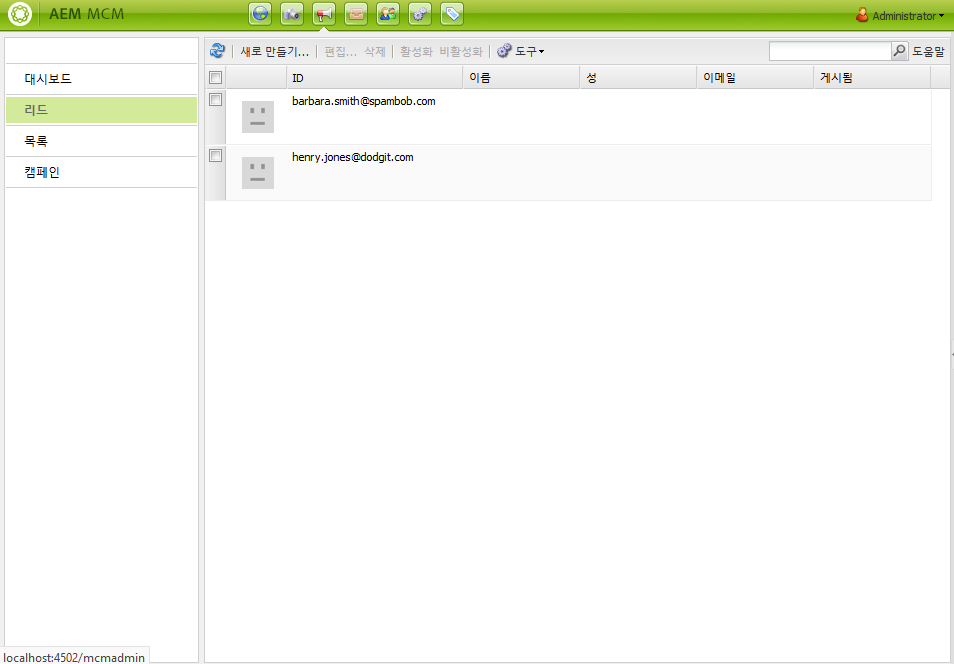 AEM MCM
Administrator
새로 만들기... 편집... 삭제 활성화 비활성화 도구 도움말
대시보드
리드
목록
캠페인
ID 이름 성 이메일 게시됨
barbara.smith@spambob.com
henry.jones@dodgit.com
localhost:4502/mcmadmin